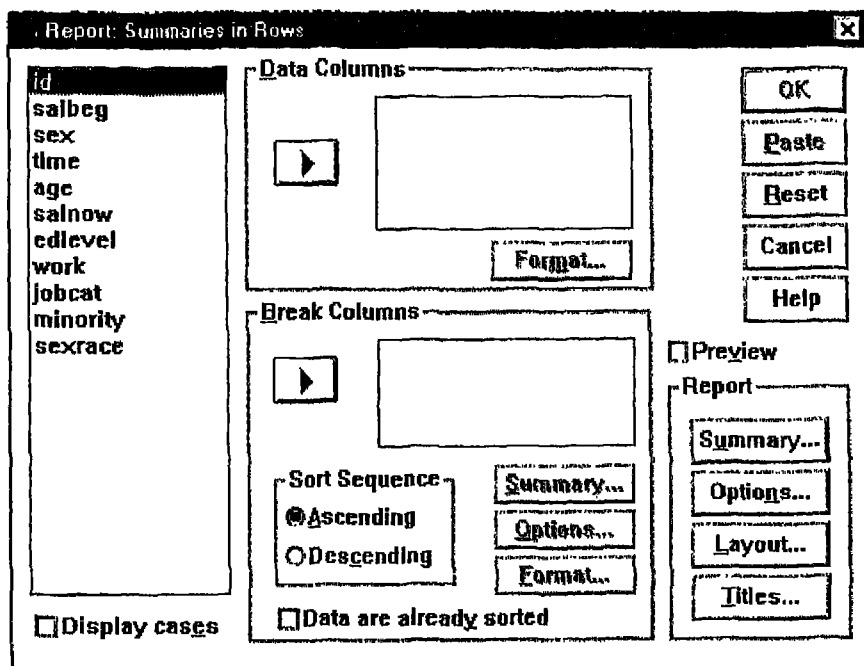 Report: Summaries in Rows
id
salbeg
sex
time
age
salnow
edlevel
work
jobcat
minority
sexrace
Display cases
Data Columns
Format...
Break Columns
Sort Sequence
Ascending
Descending
Summary...
Options...
Format...
Data are already sorted
OK
Paste
Reset
Cancel
Help
Preview
Report
Summary...
Options...
Layout...
Titles...